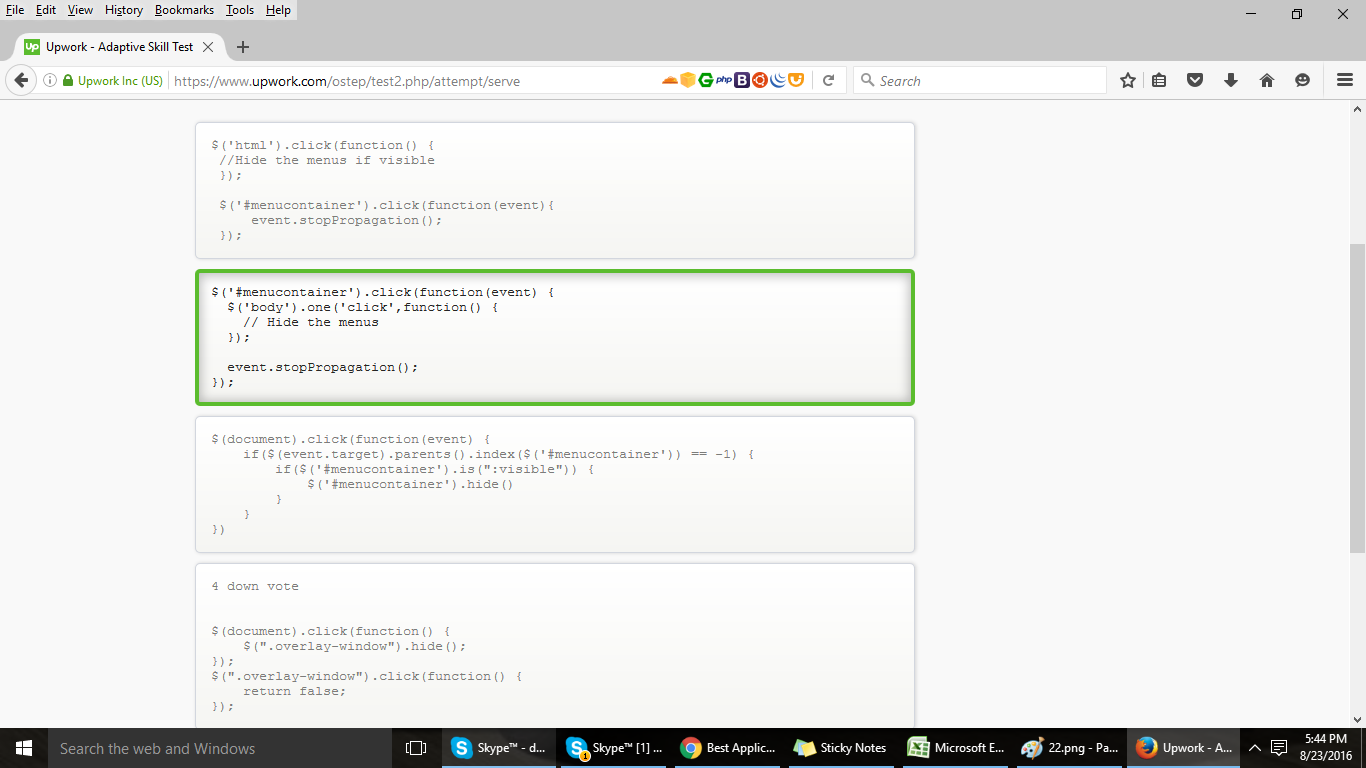 File Edit View History Bookmarks Tools Help
Up Upwork - Adaptive Skill Test
Upwork Inc (US) https://www.upwork.com/ostep/test2.php/attempt/serve php B Search
$('html').click(function() {
//Hide the menus if visible
});
$('#menucontainer').click(function(event){
event.stopPropagation();
});
$('#menucontainer').click(function(event) {
$('body').one('click',function() {
// Hide the menus
});
event.stopPropagation();
});
$(document).click(function(event) {
if($(event.target).parents().index($('#menucontainer')) == -1) {
if($('#menucontainer').is(":visible")) {
$('#menucontainer').hide()
}
}
})
4 down vote
$(document).click(function() {
$(".overlay-window").hide();
});
$(".overlay-window").click(function() {
return false;
});
Search the web and Windows Skype™ - d... Skype™ [1] ... Best Applic... Sticky Notes Microsoft E... 22.png - Pa... Upwork - A... 5:44 PM
8/23/2016